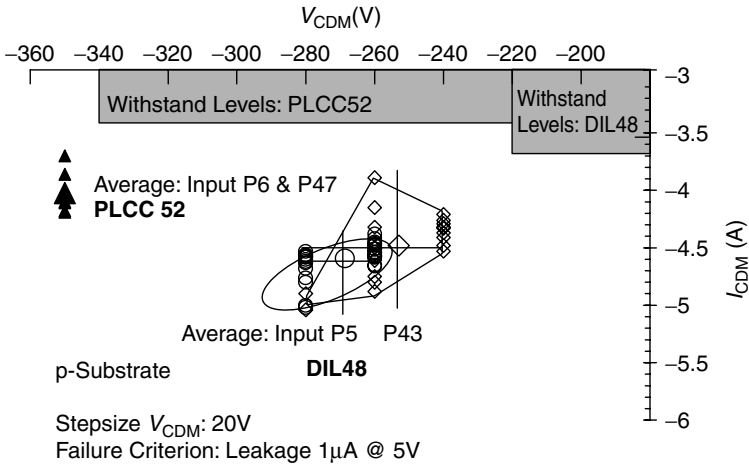 V_CDM(V)
−360 −340 −320 −300 −280 −260 −240 −220 −200
−3
Withstand Levels: PLCC52
Withstand
Levels: DIL48
−3.5
Average: Input P6 & P47
PLCC 52
−4
−4.5
I_CDM (A)
−5
Average: Input P5 P43
p-Substrate
DIL48
−5.5
Stepsize V_CDM: 20V
−6
Failure Criterion: Leakage 1μA @ 5V